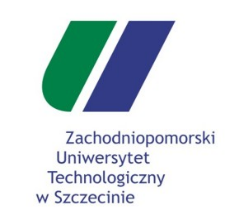 Zachodniopomorski
Uniwersytet
Technologiczny
w Szczecinie